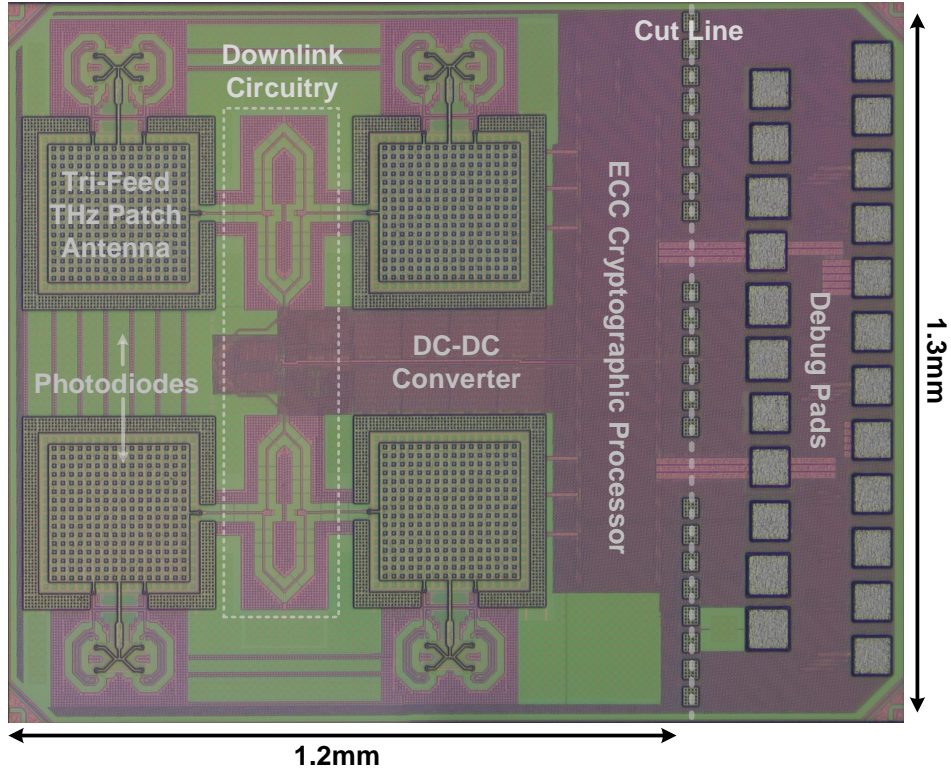 Cut Line
Downlink
Circuitry
Tri-Feed
THz Patch
Antenna
ECC Cryptographic Processor
Debug Pads
DC-DC
Converter
Photodiodes
1.3mm
1.2mm